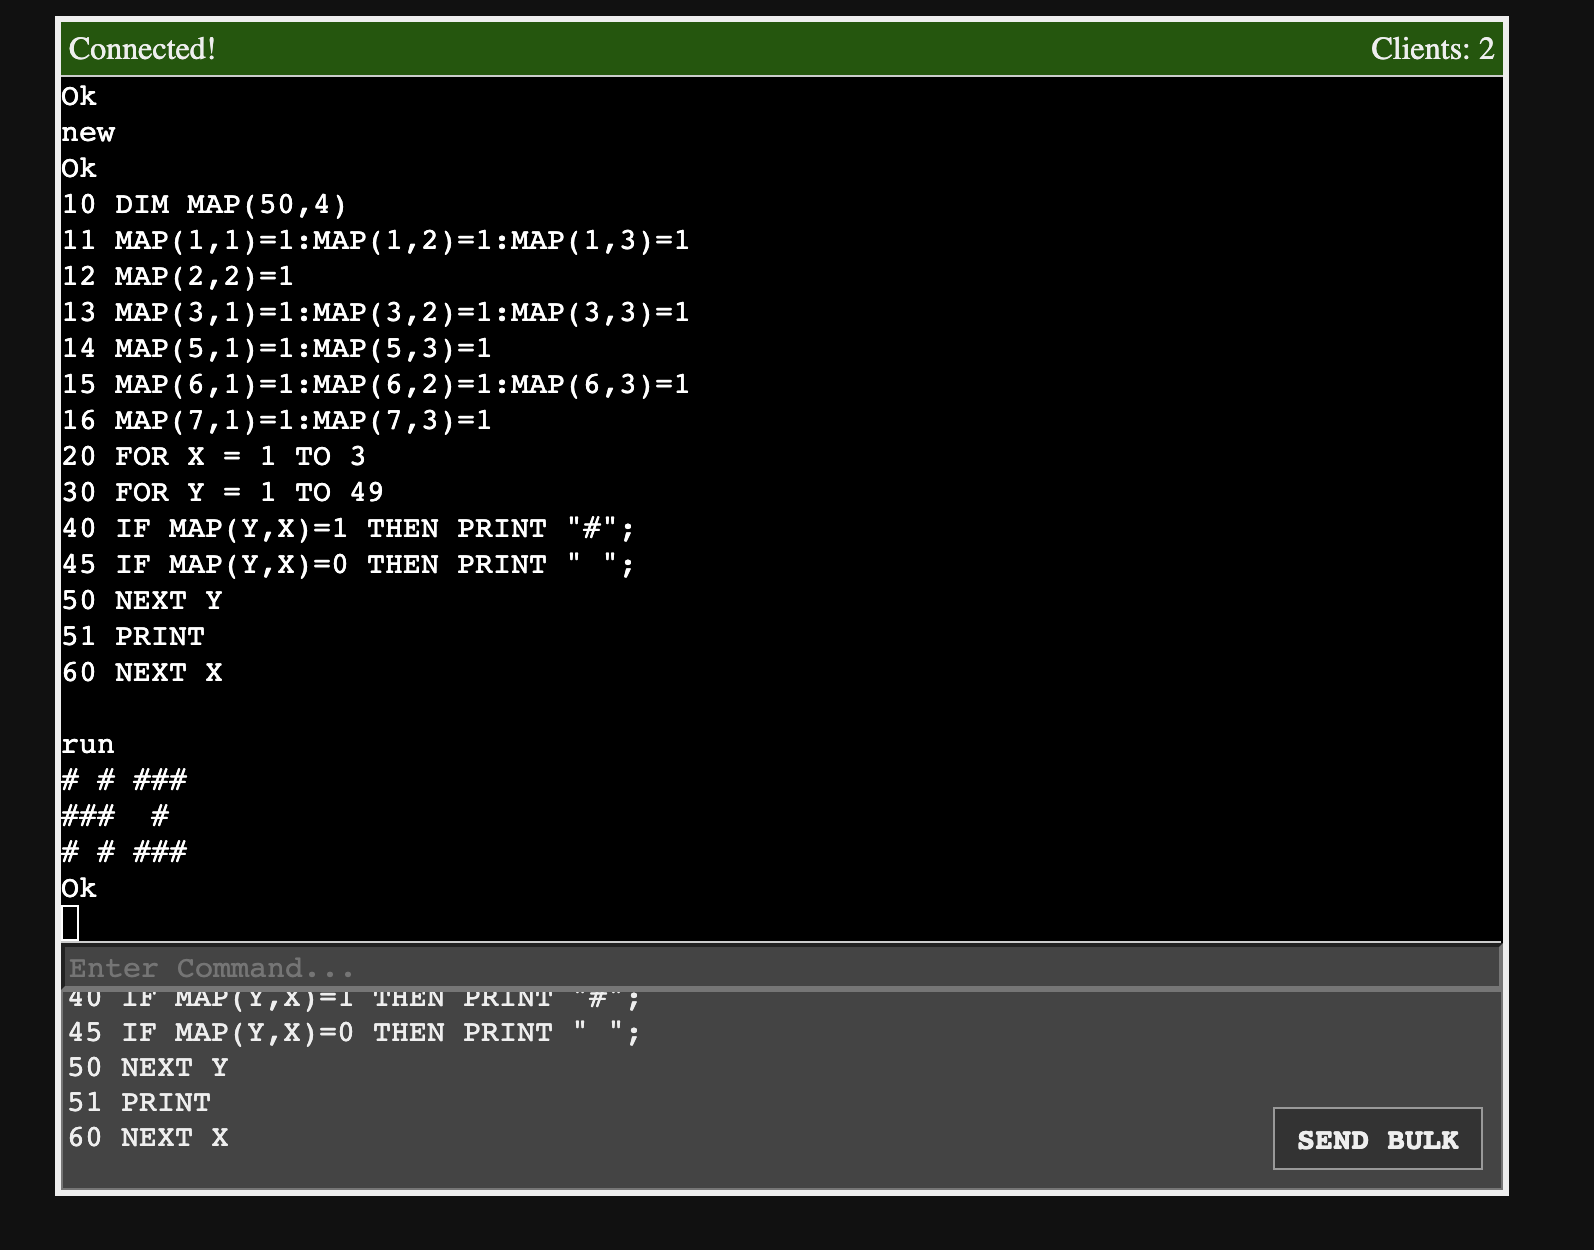 Connected!
Clients: 2
Ok
new
Ok
10 DIM MAP(50,4)
11 MAP(1,1)=1:MAP(1,2)=1:MAP(1,3)=1
12 MAP(2,2)=1
13 MAP(3,1)=1:MAP(3,2)=1:MAP(3,3)=1
14 MAP(5,1)=1:MAP(5,3)=1
15 MAP(6,1)=1:MAP(6,2)=1:MAP(6,3)=1
16 MAP(7,1)=1:MAP(7,3)=1
20 FOR X = 1 TO 3
30 FOR Y = 1 TO 49
40 IF MAP(Y,X)=1 THEN PRINT "#";
45 IF MAP(Y,X)=0 THEN PRINT " ";
50 NEXT Y
51 PRINT
60 NEXT X
run
# # ###
###  #
# # ###
Ok
Enter Command...
40 IF MAP(Y,X)=1 THEN PRINT "#";
45 IF MAP(Y,X)=0 THEN PRINT " ";
50 NEXT Y
51 PRINT
60 NEXT X
SEND BULK